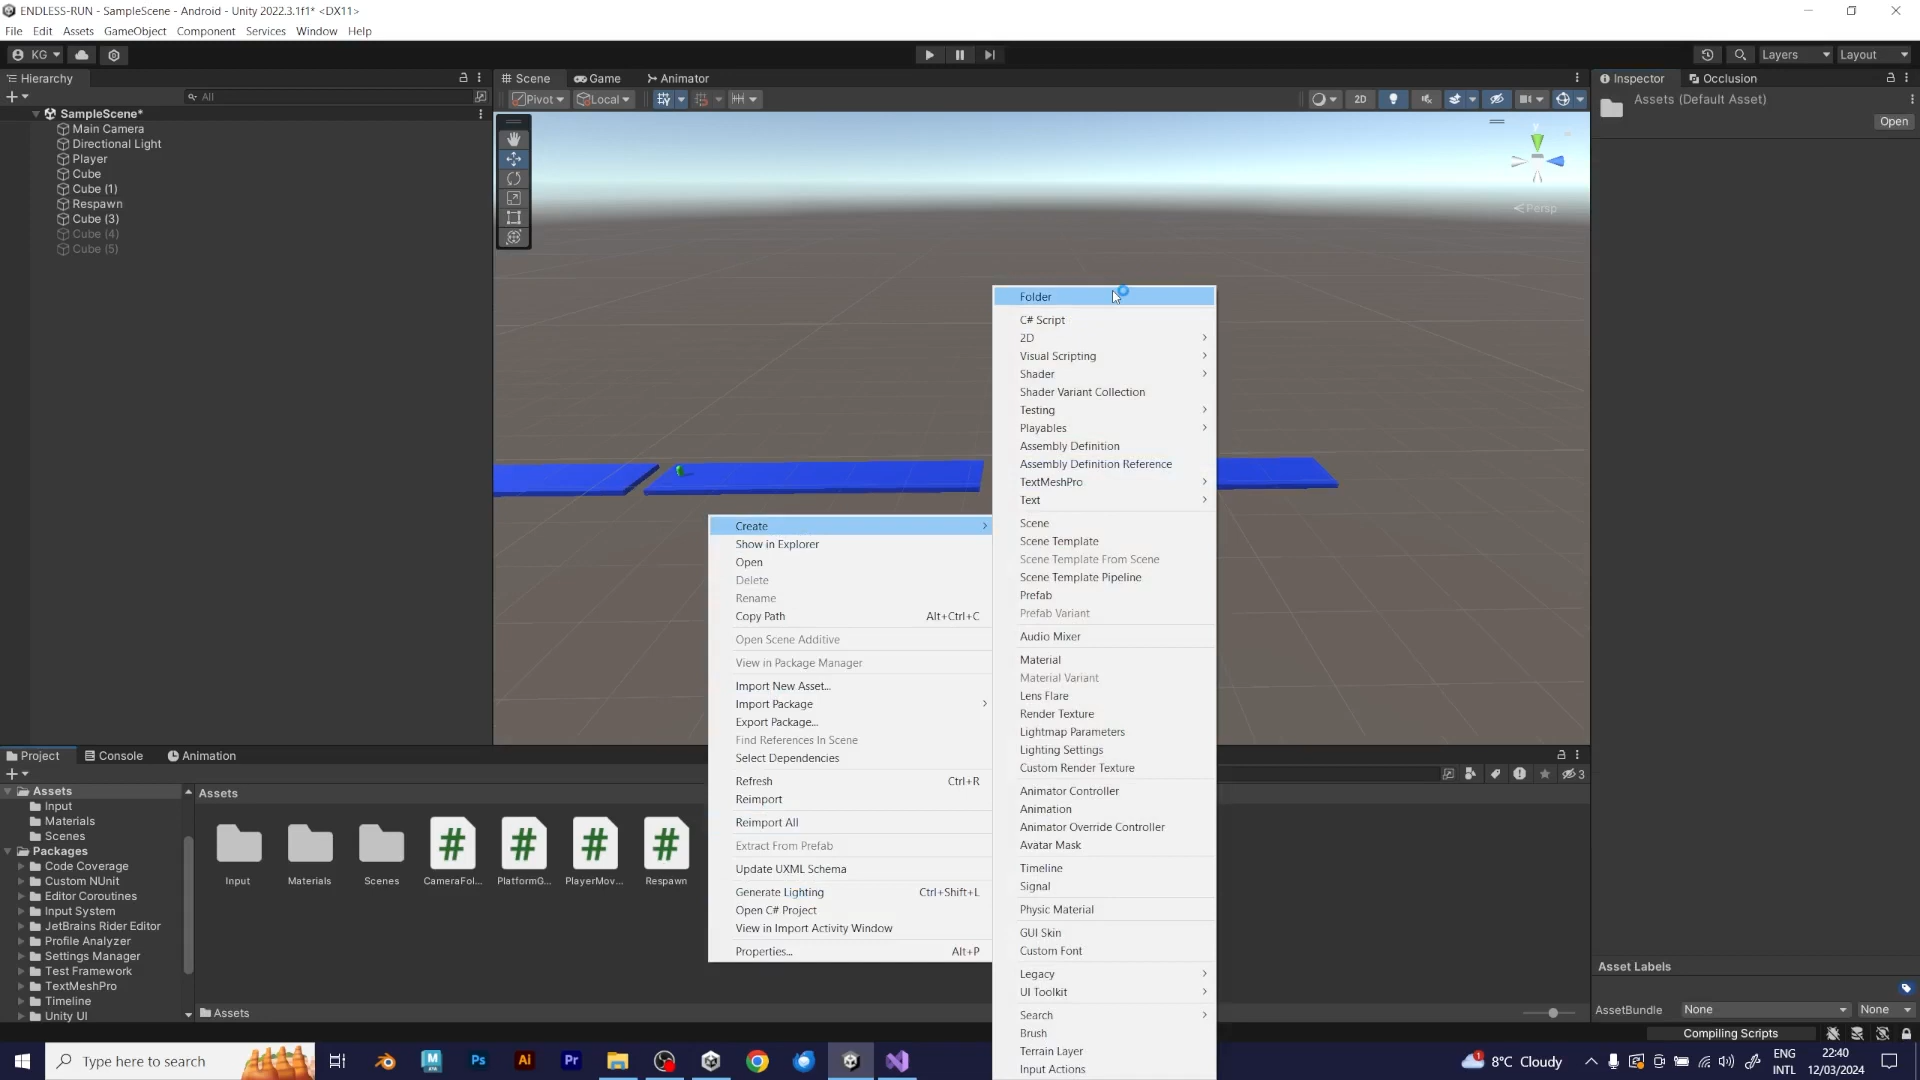 ENDLESS-RUN - SampleScene - Android - Unity 2022.3.1f1* <DX11>
File Edit Assets GameObject Component Services Window Help
KG Layers Layout
Hierarchy
All
SampleScene*
Main Camera
Directional Light
Player
Cube
Cube (1)
Respawn
Cube (3)
Cube (4)
Cube (5)
Scene Game Animator
Pivot Local 2D
y
Persp
Inspector Occlusion
Assets (Default Asset)
Open
Create
Show in Explorer
Open
Delete
Rename
Copy Path Alt+Ctrl+C
Open Scene Additive
View in Package Manager
Import New Asset...
Import Package
Export Package...
Find References In Scene
Select Dependencies
Refresh Ctrl+R
Reimport
Reimport All
Extract From Prefab
Update UXML Schema
Generate Lighting Ctrl+Shift+L
Open C# Project
View in Import Activity Window
Properties... Alt+P
Folder
C# Script
2D
Visual Scripting
Shader
Shader Variant Collection
Testing
Playables
Assembly Definition
Assembly Definition Reference
TextMeshPro
Text
Scene
Scene Template
Scene Template From Scene
Scene Template Pipeline
Prefab
Prefab Variant
Audio Mixer
Material
Material Variant
Lens Flare
Render Texture
Lightmap Parameters
Lighting Settings
Custom Render Texture
Animator Controller
Animation
Animator Override Controller
Avatar Mask
Timeline
Signal
Physic Material
GUI Skin
Custom Font
Legacy
UI Toolkit
Search
Brush
Terrain Layer
Input Actions
Project Console Animation
3
Assets
Input
Materials
Scenes
Packages
Code Coverage
Custom NUnit
Editor Coroutines
Input System
JetBrains Rider Editor
Profile Analyzer
Settings Manager
Test Framework
TextMeshPro
Timeline
Unity UI
Assets
Input Materials Scenes CameraFol... PlatformG... PlayerMov... Respawn
Assets
Asset Labels
AssetBundle None None
Compiling Scripts
Type here to search
Ps Ai Pr
1 8°C Cloudy
ENG
INTL
22:40
12/03/2024